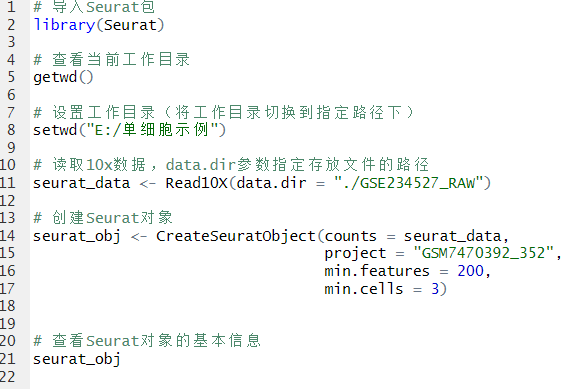 1 # 导入Seurat包
2 library(Seurat)
3
4 # 查看当前工作目录
5 getwd()
6
7 # 设置工作目录（将工作目录切换到指定路径下）
8 setwd("E:/单细胞示例")
9
10 # 读取10x数据，data.dir参数指定存放文件的路径
11 seurat_data <- Read10X(data.dir = "./GSE234527_RAW")
12
13 # 创建Seurat对象
14 seurat_obj <- CreateSeuratObject(counts = seurat_data,
15                                  project = "GSM7470392_352",
16                                  min.features = 200,
17                                  min.cells = 3)
18
19
20 # 查看Seurat对象的基本信息
21 seurat_obj
22